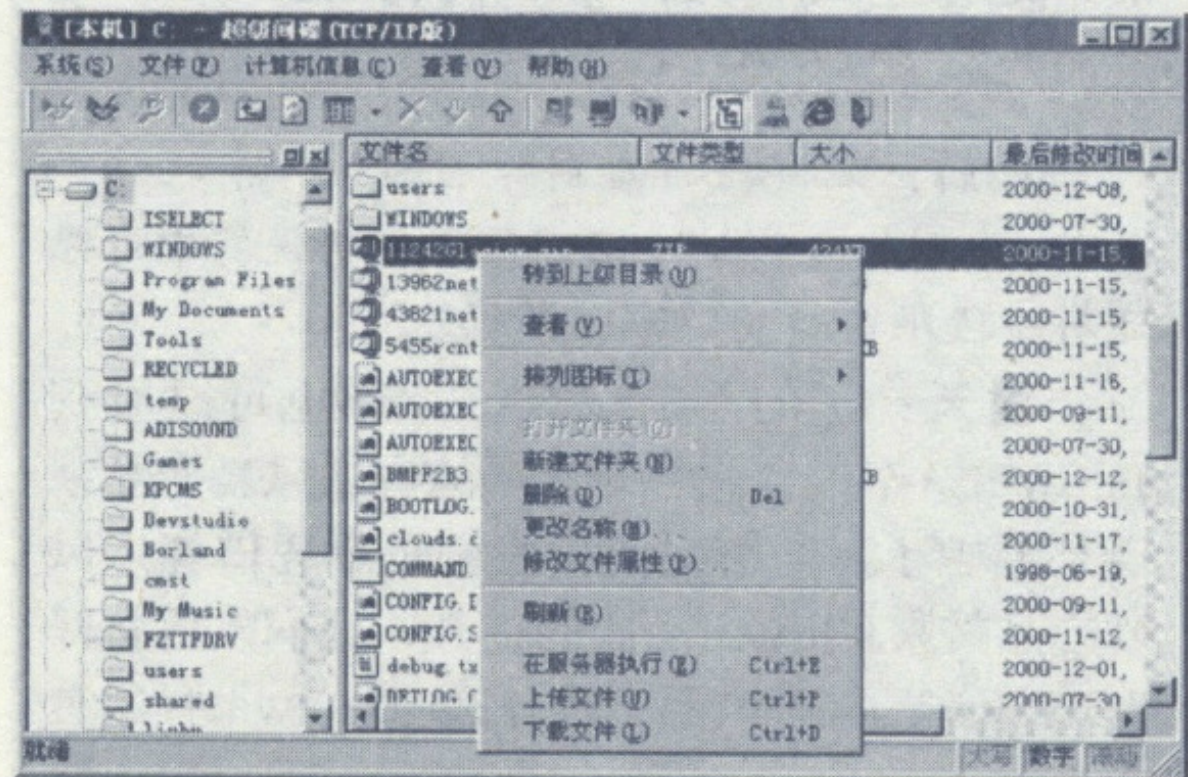 [本机] C: - 超级间谍(TCP/IP版)
系统(S) 文件(F) 计算机信息(C) 查看(V) 帮助(H)
文件名 文件类型 大小 最后修改时间
C:
ISELECT
WINDOWS
Program Files
My Documents
Tools
RECYCLED
temp
ADISOUND
Games
KPCMS
Devstudio
Borland
cmst
My Music
FZTTFDRV
users
shared
users 2000-12-08,
WINDOWS 2000-07-30,
ZIP 424KB 2000-11-15,
13962net 2000-11-15,
43821net 2000-11-15,
5455rcnt 2000-11-15,
AUTOEXEC 2000-11-16,
AUTOEXEC 2000-09-11,
AUTOEXEC 2000-07-30,
BMPF2B3. 2000-12-12,
BOOTLOG. 2000-10-31,
clouds. 2000-11-17,
COMMAND. 1998-06-19,
CONFIG. 2000-09-11,
CONFIG.S 2000-11-12,
debug.tx 2000-12-01,
DETLOG. 2000-07-30
转到上级目录(U)
查看(V)
排列图标(I)
打开文件夹(O)
新建文件夹(N)...
删除(D) Del
更改名称(M)...
修改文件属性(P)...
刷新(R)
在服务器执行(E) Ctrl+E
上传文件(U) Ctrl+P
下载文件(L) Ctrl+D
就绪 大写 数字 滚动